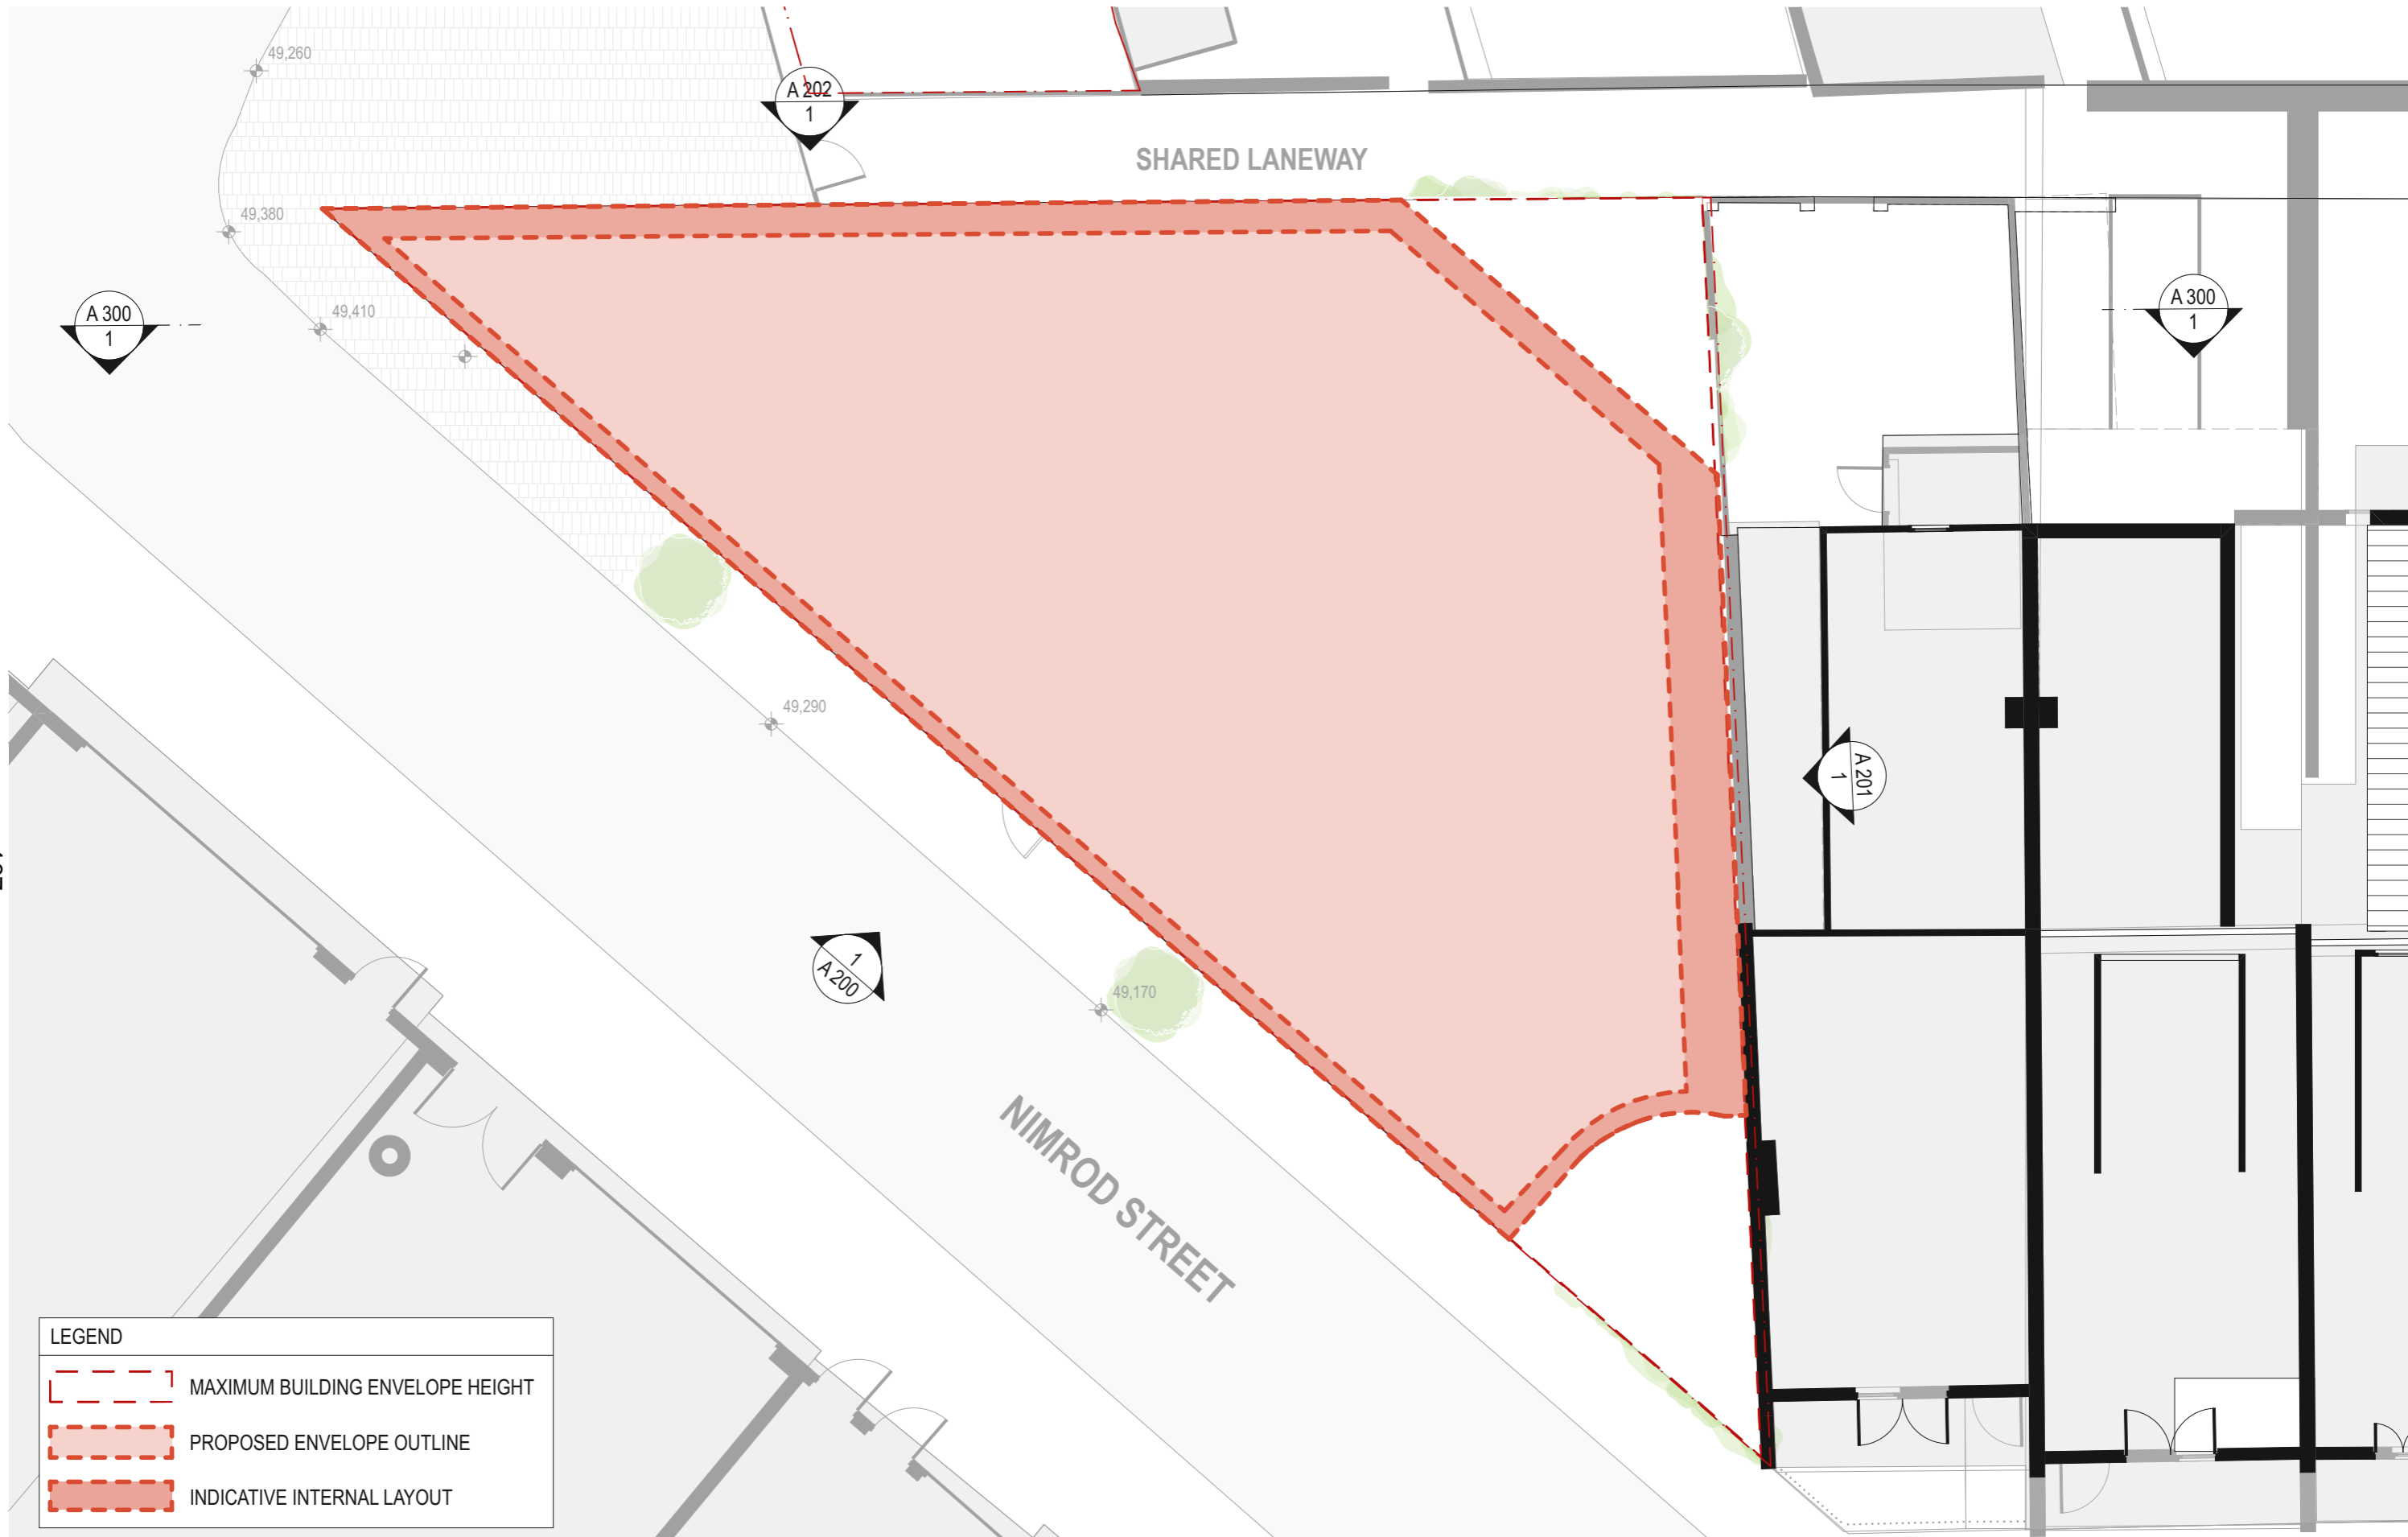 49,260
A 202
1
SHARED LANEWAY
49,380
A 300
1
49,410
A 300
1
49,290
A 201
1
1
A 200
49,170
NIMROD STREET
LEGEND
MAXIMUM BUILDING ENVELOPE HEIGHT
PROPOSED ENVELOPE OUTLINE
INDICATIVE INTERNAL LAYOUT